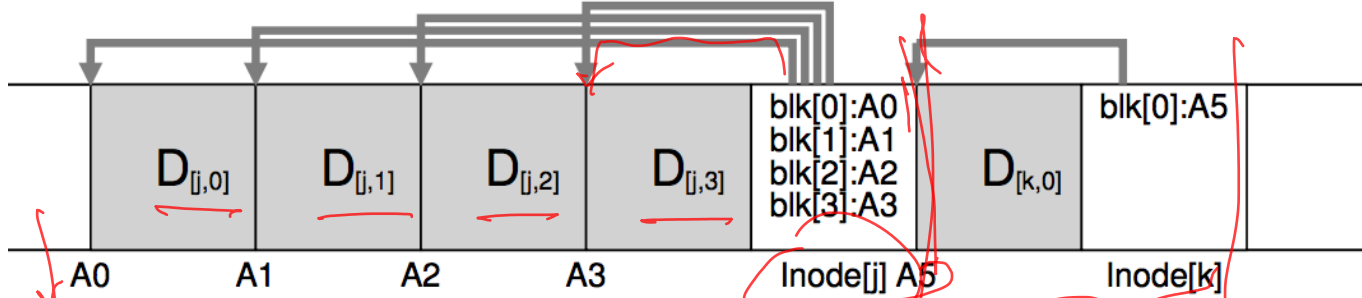 blk[0]:A0
blk[1]:A1
blk[2]:A2
blk[3]:A3
blk[0]:A5
D[j,0]
D[j,1]
D[j,2]
D[j,3]
D[k,0]
A0
A1
A2
A3
Inode[j]
A5
Inode[k]